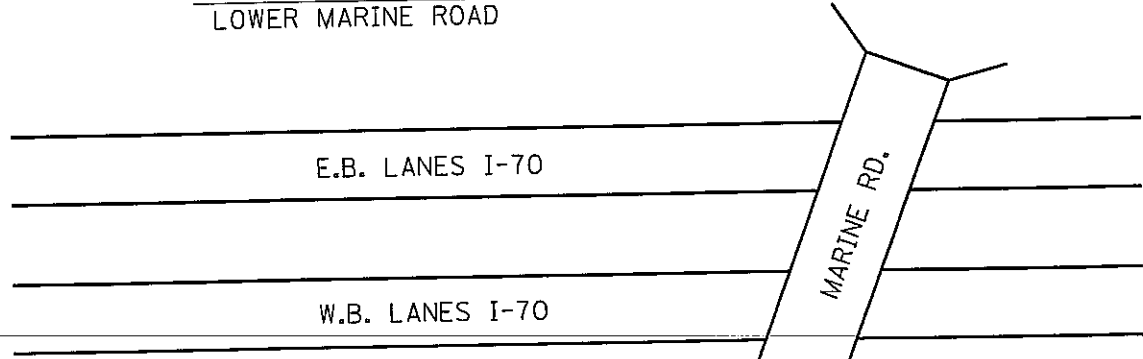 LOWER MARINE ROAD
E.B. LANES I-70
MARINE RD.
W.B. LANES I-70